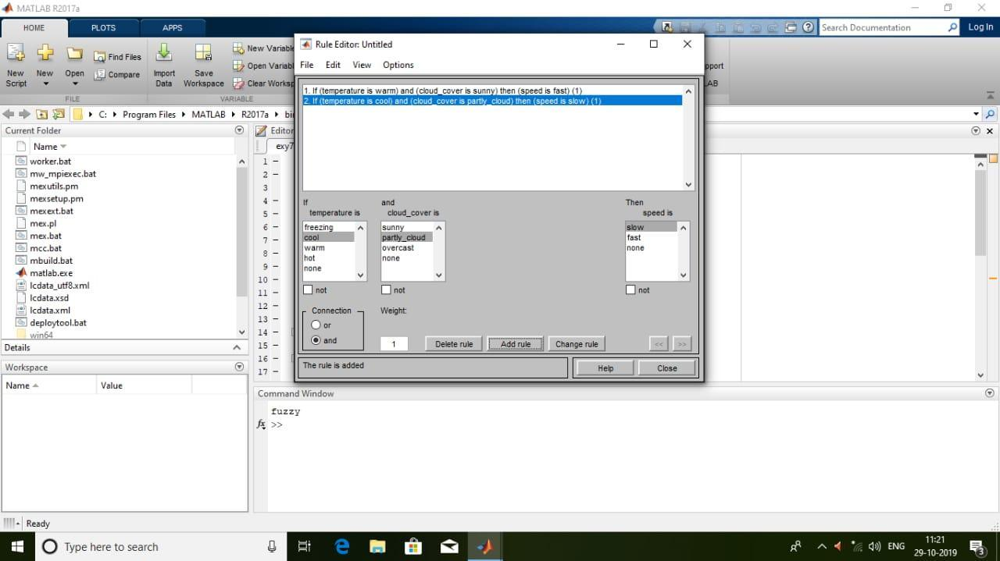 MATLAB R2017a
HOME
PLOTS
APPS
Search Documentation
Log In
New Script
New
Open
Find Files
Compare
FILE
Import Data
Save Workspace
New Variable
Open Variabl
Clear Worksp
VARIABLE
pport
LAB
C: Program Files MATLAB R2017a bin
Current Folder
Name
worker.bat
mw_mpiexec.bat
mexutils.pm
mexsetup.pm
mexext.bat
mex.pl
mex.bat
mcc.bat
mbuild.bat
matlab.exe
lcdata_utf8.xml
lcdata.xsd
lcdata.xml
deploytool.bat
win64
Details
Workspace
Name Value
Editor
exy7
1 -
2 -
3
4 -
5 -
6 -
7 -
8 -
9 -
10 -
11 -
12 -
13 -
14 -
15 -
16 -
17 -
Rule Editor: Untitled
File Edit View Options
1. If (temperature is warm) and (cloud_cover is sunny) then (speed is fast) (1)
2. If (temperature is cool) and (cloud_cover is partly_cloud) then (speed is slow) (1)
If
temperature is
freezing
cool
warm
hot
none
not
and
cloud_cover is
sunny
partly_cloud
overcast
none
not
Then
speed is
slow
fast
none
not
Connection
or
and
Weight:
1
Delete rule
Add rule
Change rule
<<
>>
The rule is added
Help
Close
Command Window
fuzzy
fx >>
Ready
Type here to search
ENG
11:21
29-10-2019
3